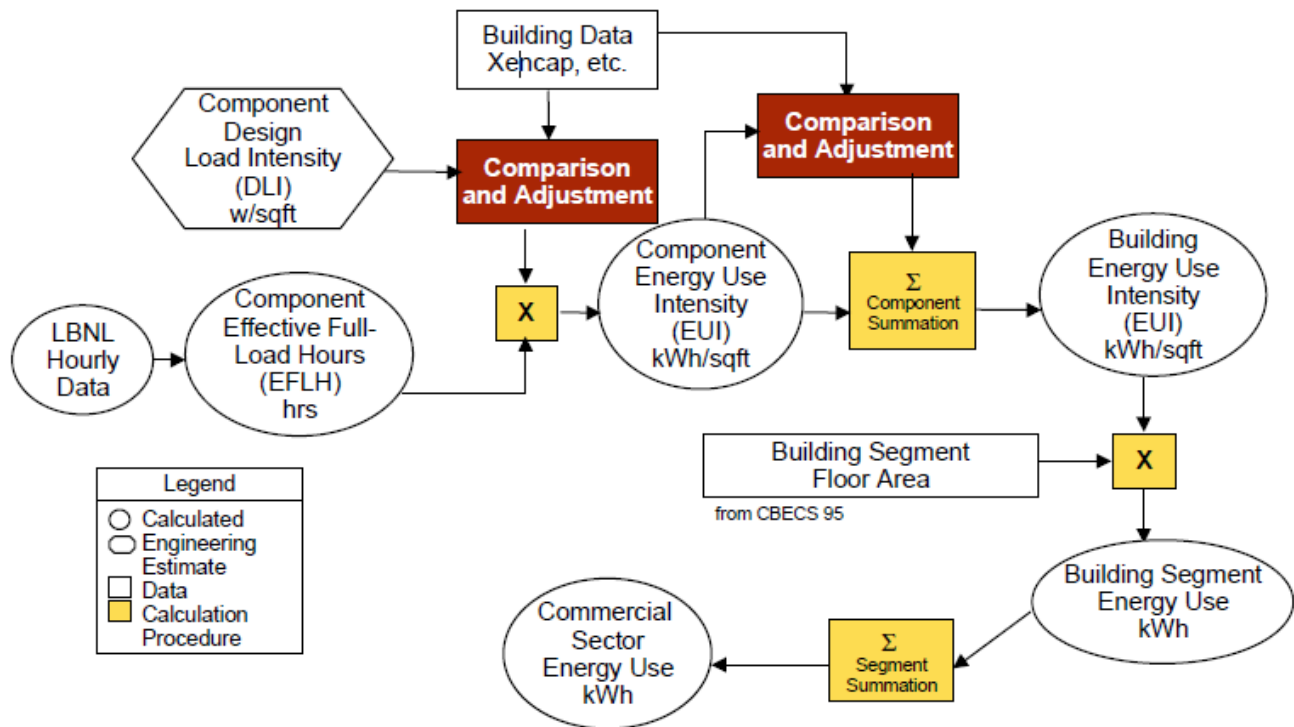 Building Data
Xencap, etc.
Component
Design
Load Intensity
(DLI)
w/sqft
Comparison
and Adjustment
Comparison
and Adjustment
LBNL
Hourly
Data
Component
Effective Full-
Load Hours
(EFLH)
hrs
X
Component
Energy Use
Intensity
(EUI)
kWh/sqft
Σ
Component
Summation
Building
Energy Use
Intensity
(EUI)
kWh/sqft
Building Segment
Floor Area
from CBECS 95
X
Legend
Calculated
Engineering
Estimate
Data
Calculation
Procedure
Building Segment
Energy Use
kWh
Σ
Segment
Summation
Commercial
Sector
Energy Use
kWh